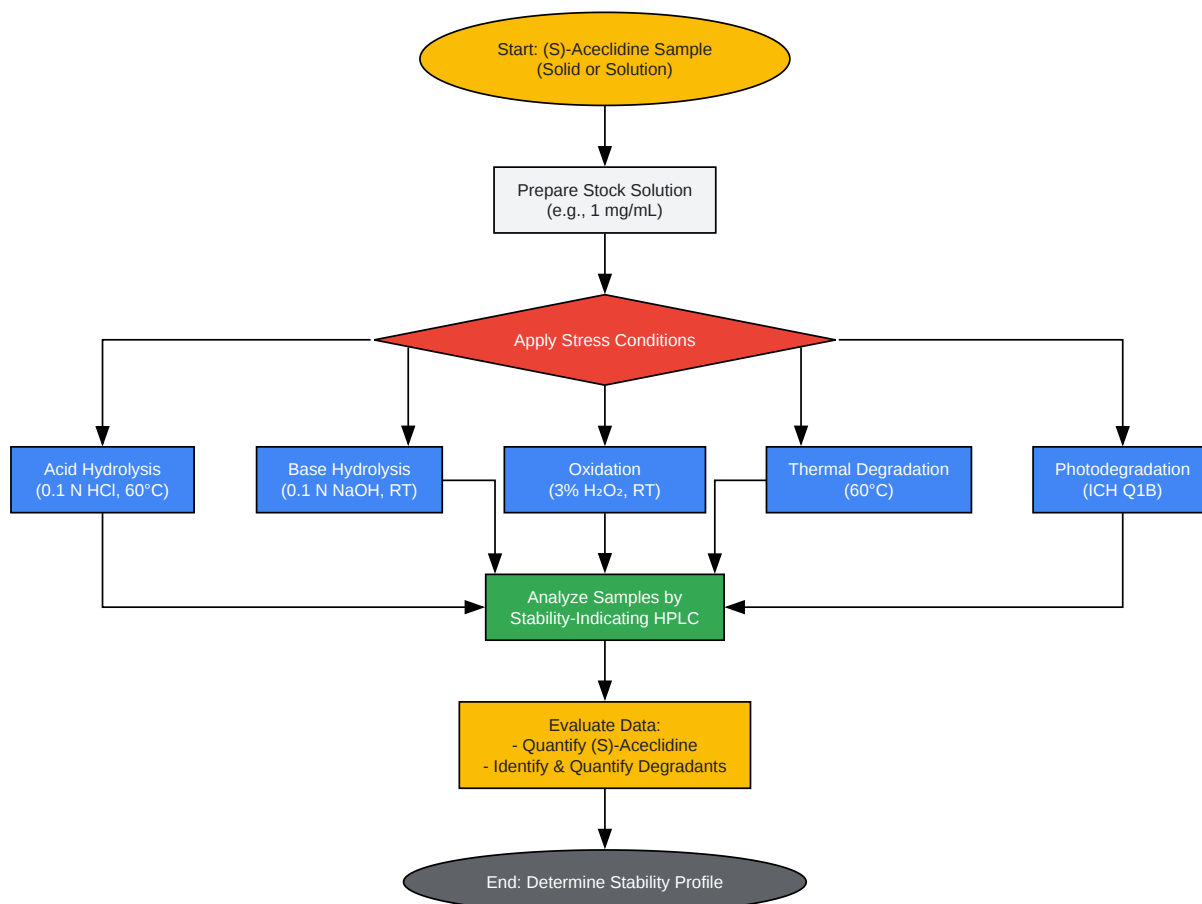 Start: (S)-Aceclidine Sample
(Solid or Solution)
Prepare Stock Solution
(e.g., 1 mg/mL)
Apply Stress Conditions
Acid Hydrolysis
(0.1 N HCl, 60°C)
Base Hydrolysis
(0.1 N NaOH, RT)
Oxidation
(3% H₂O₂, RT)
Thermal Degradation
(60°C)
Photodegradation
(ICH Q1B)
Analyze Samples by
Stability-Indicating HPLC
Evaluate Data:
- Quantify (S)-Aceclidine
- Identify & Quantify Degradants
End: Determine Stability Profile